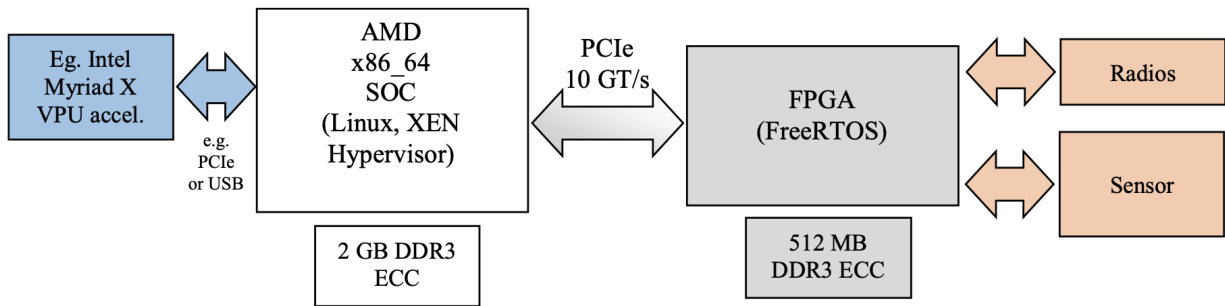 Eg. Intel
Myriad X
VPU accel.
e.g.
PCIe
or USB
AMD
x86_64
SOC
(Linux, XEN
Hypervisor)
2 GB DDR3
ECC
PCIe
10 GT/s
FPGA
(FreeRTOS)
512 MB
DDR3 ECC
Radios
Sensor